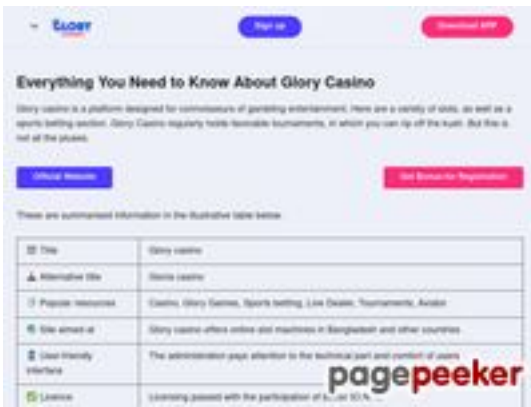 GLORY
Sign up
Download APP
Everything You Need to Know About Glory Casino
Glory casino is a platform designed for connoisseurs of gambling entertainment. Here are a variety of slots, as well as a
sports betting section. Glory Casino regularly holds favorable tournaments, in which you can rip off the kush. But this is
not all the pluses.
Official Website
Get Bonus for Registration
These are summarised information in the illustrative table below.
Title
Glory casino
Alternative title
casino
Popular resources
Casino, Glory Games, Sports betting, Live Dealer, Tournaments, Aviator
Site aimed at
Glory casino offers online slot machines in Bangladesh and other countries
User-friendly
interface
The administration pays attention to the technical part and comfort of users
Licence
Licensing passed with the participation of
pagepeeker